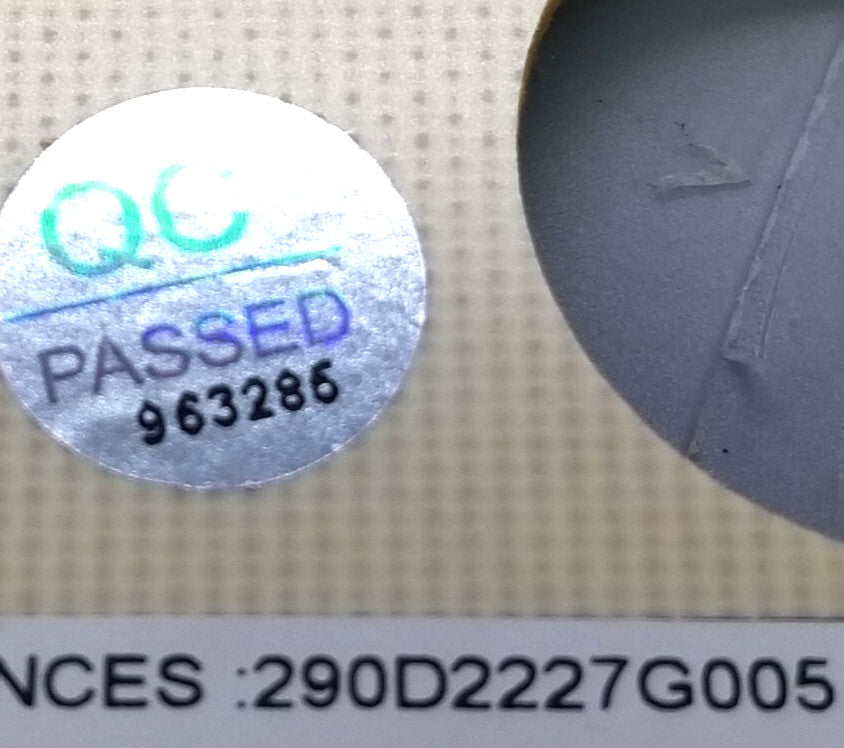 QC
PASSED
963286
NCES :290D2227G005